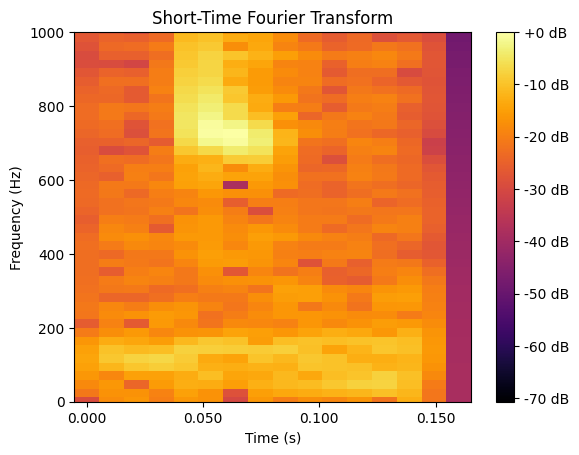 Short-Time Fourier Transform
1000
800
600
400
200
0
Frequency (Hz)
0.000
0.050
0.100
0.150
Time (s)
+0 dB
-10 dB
-20 dB
-30 dB
-40 dB
-50 dB
-60 dB
-70 dB